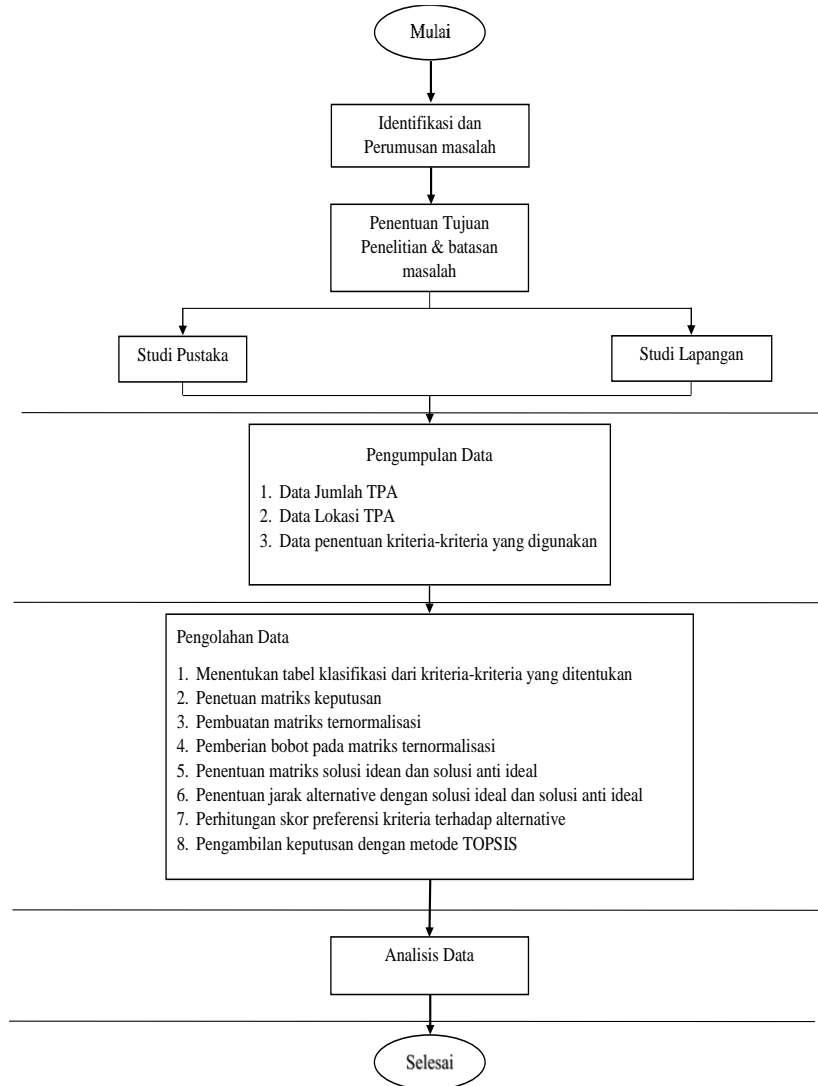 Mulai
Identifikasi dan
Perumusan masalah
Penentuan Tujuan
Penelitian & batasan
masalah
Studi Pustaka
Studi Lapangan
Pengumpulan Data
1. Data Jumlah TPA
2. Data Lokasi TPA
3. Data penentuan kriteria-kriteria yang digunakan
Pengolahan Data
1. Menentukan tabel klasifikasi dari kriteria-kriteria yang ditentukan
2. Penetuan matriks keputusan
3. Pembuatan matriks ternormalisasi
4. Pemberian bobot pada matriks ternormalisasi
5. Penentuan matriks solusi idean dan solusi anti ideal
6. Penentuan jarak alternative dengan solusi ideal dan solusi anti ideal
7. Perhitungan skor preferensi kriteria terhadap alternative
8. Pengambilan keputusan dengan metode TOPSIS
Analisis Data
Selesai